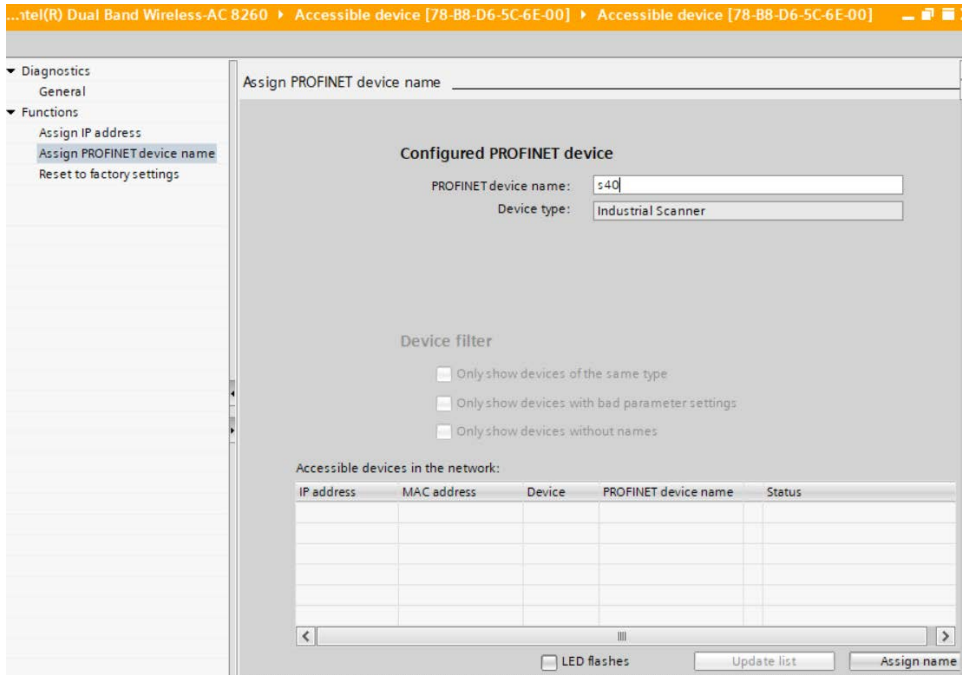 ...ntel(R) Dual Band Wireless-AC 8260 ▸ Accessible device [78-B8-D6-5C-6E-00] ▸ Accessible device [78-B8-D6-5C-6E-00]
Diagnostics
General
Functions
Assign IP address
Assign PROFINET device name
Reset to factory settings
Assign PROFINET device name
Configured PROFINET device
PROFINET device name: s40
Device type: Industrial Scanner
Device filter
Only show devices of the same type
Only show devices with bad parameter settings
Only show devices without names
Accessible devices in the network:
IP address MAC address Device PROFINET device name Status
LED flashes Update list Assign name